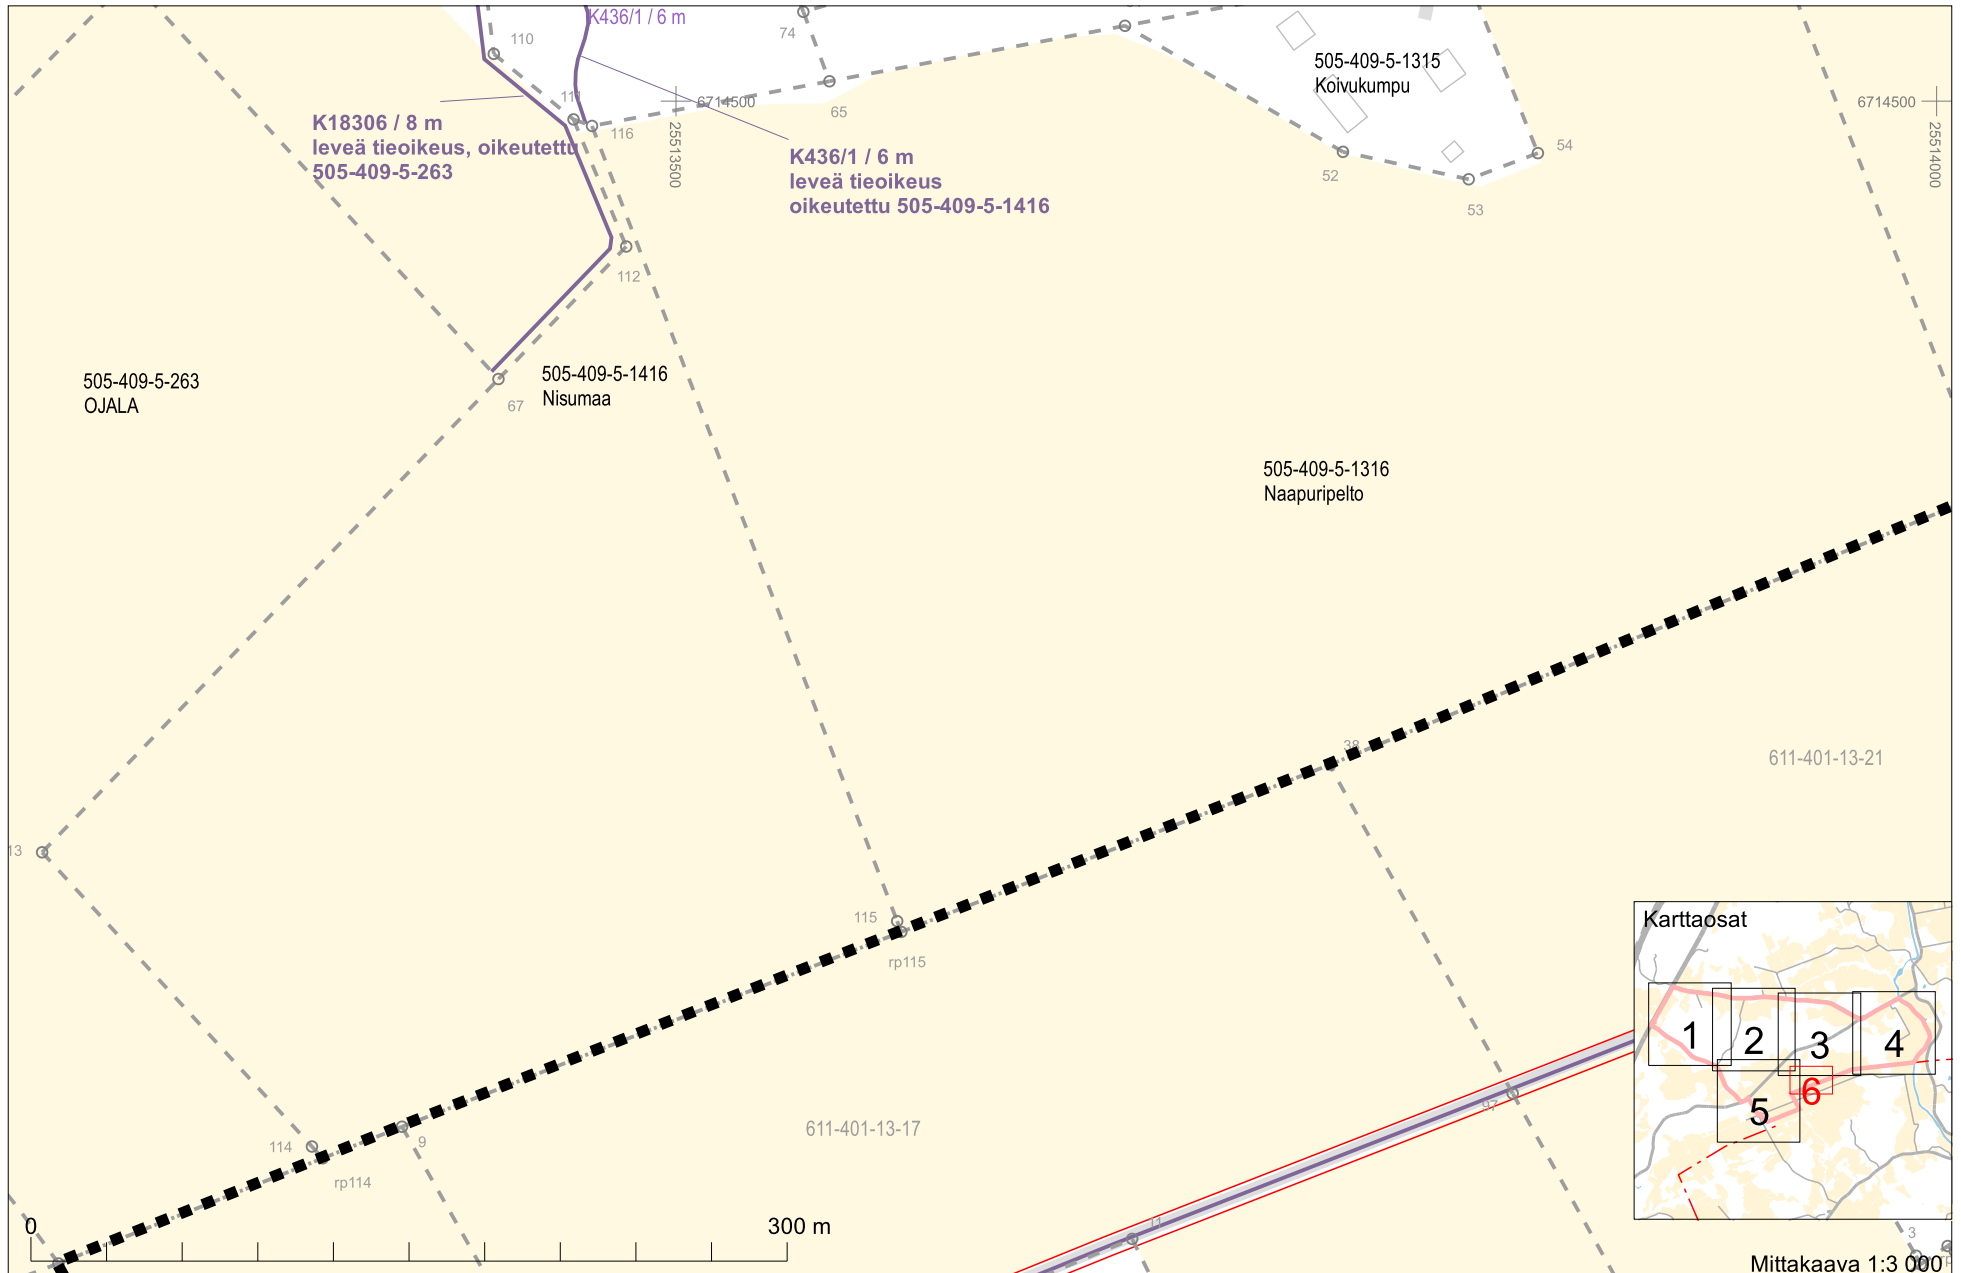 K436/1 / 6 m
110
74
505-409-5-1315
Koivukumpu
111
6714500
6714500
65
116
25513500
25514000
K18306 / 8 m
leveä tieoikeus, oikeutettu
505-409-5-263
K436/1 / 6 m
leveä tieoikeus
oikeutettu 505-409-5-1416
54
52
53
112
505-409-5-263
OJALA
505-409-5-1416
Nisumaa
67
505-409-5-1316
Naapuripelto
38
611-401-13-21
13
115
rp115
Karttaosat
1
2
3
4
5
6
97
611-401-13-17
114
9
rp114
11
0
300 m
3
Mittakaava 1:3 000